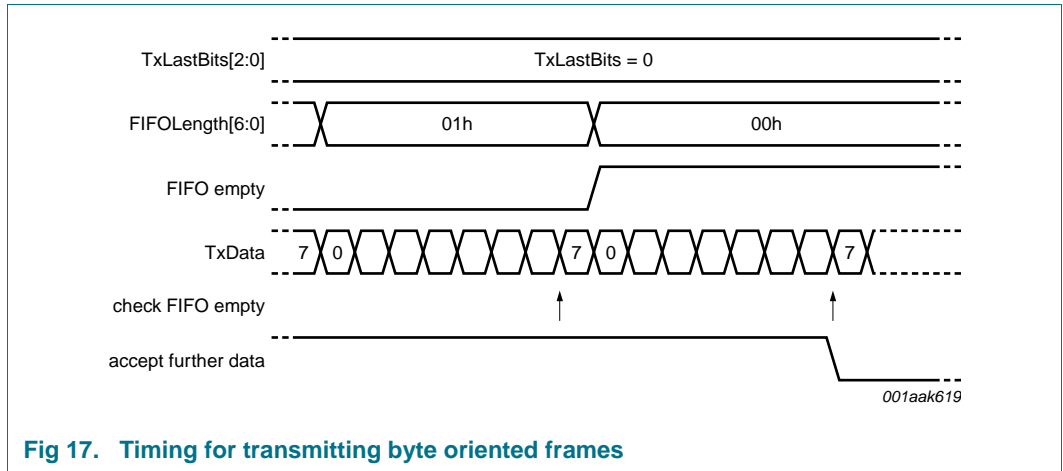 TxLastBits[2:0] TxLastBits = 0
FIFOLength[6:0] 01h 00h
FIFO empty
TxData 7 0 7 0 7
check FIFO empty
accept further data
001aak619
Fig 17. Timing for transmitting byte oriented frames